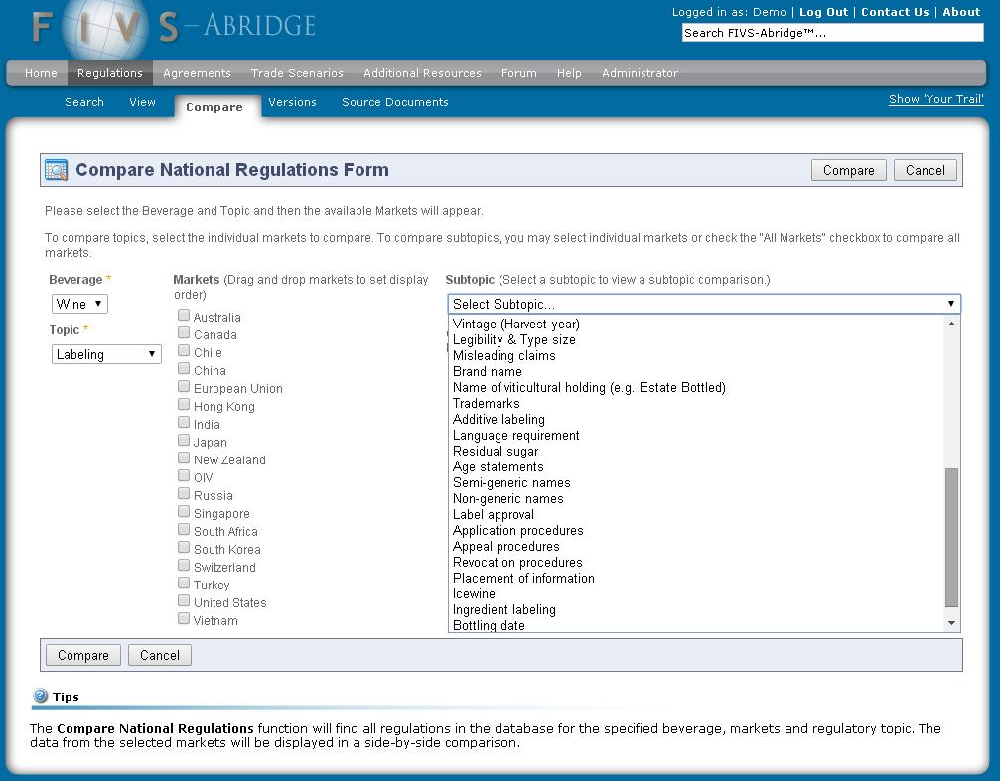 FIVS–ABRIDGE
Logged in as: Demo | Log Out | Contact Us | About
Search FIVS-Abridge™...
Home Regulations Agreements Trade Scenarios Additional Resources Forum Help Administrator
Search View Compare Versions Source Documents Show 'Your Trail'
Compare National Regulations Form
Compare Cancel
Please select the Beverage and Topic and then the available Markets will appear.
To compare topics, select the individual markets to compare. To compare subtopics, you may select individual markets or check the "All Markets" checkbox to compare all
markets.
Beverage *
Wine
Topic *
Labeling
Markets (Drag and drop markets to set display
order)
Australia
Canada
Chile
China
European Union
Hong Kong
India
Japan
New Zealand
OIV
Russia
Singapore
South Africa
South Korea
Switzerland
Turkey
United States
Vietnam
Subtopic (Select a subtopic to view a subtopic comparison.)
Select Subtopic...
Vintage (Harvest year)
Legibility & Type size
Misleading claims
Brand name
Name of viticultural holding (e.g. Estate Bottled)
Trademarks
Additive labeling
Language requirement
Residual sugar
Age statements
Semi-generic names
Non-generic names
Label approval
Application procedures
Appeal procedures
Revocation procedures
Placement of information
Icewine
Ingredient labeling
Bottling date
Compare Cancel
Tips
The Compare National Regulations function will find all regulations in the database for the specified beverage, markets and regulatory topic. The
data from the selected markets will be displayed in a side-by-side comparison.